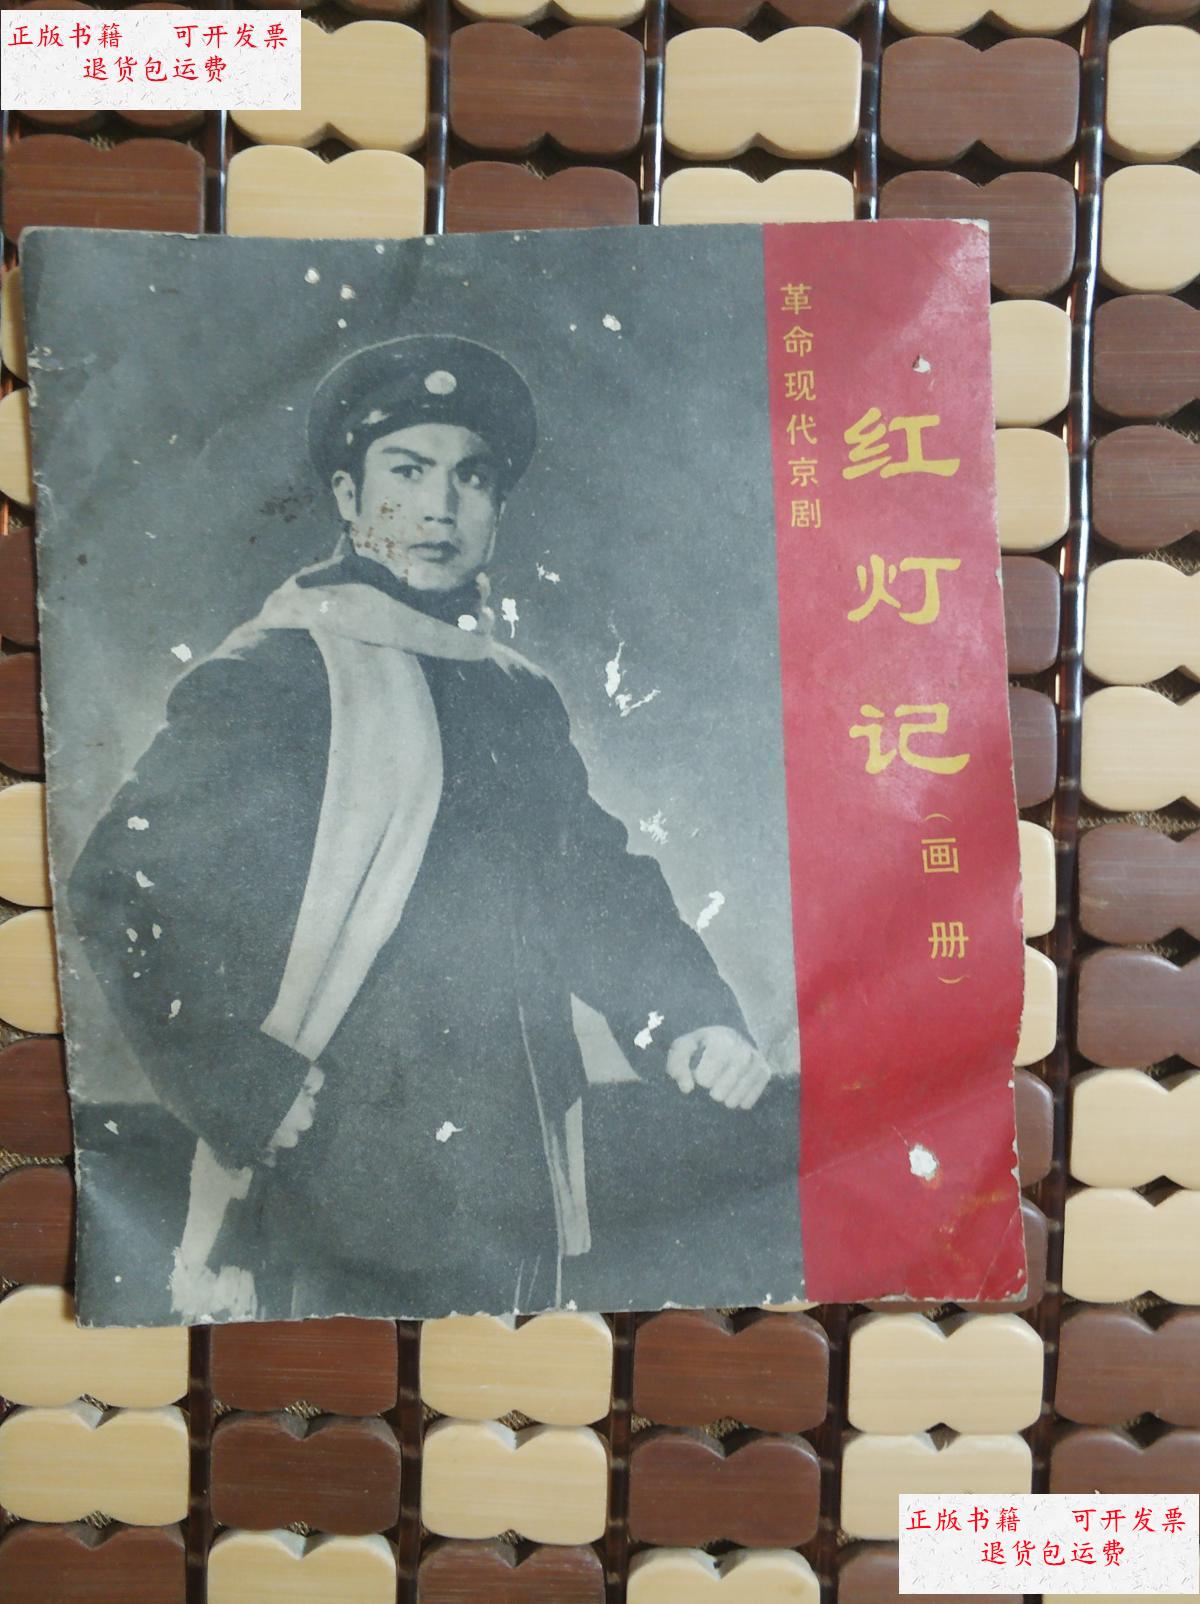 正版书籍 可开发票
退货包运费
革命现代京剧
红灯记
(画册)
正版书籍 可开发票
退货包运费